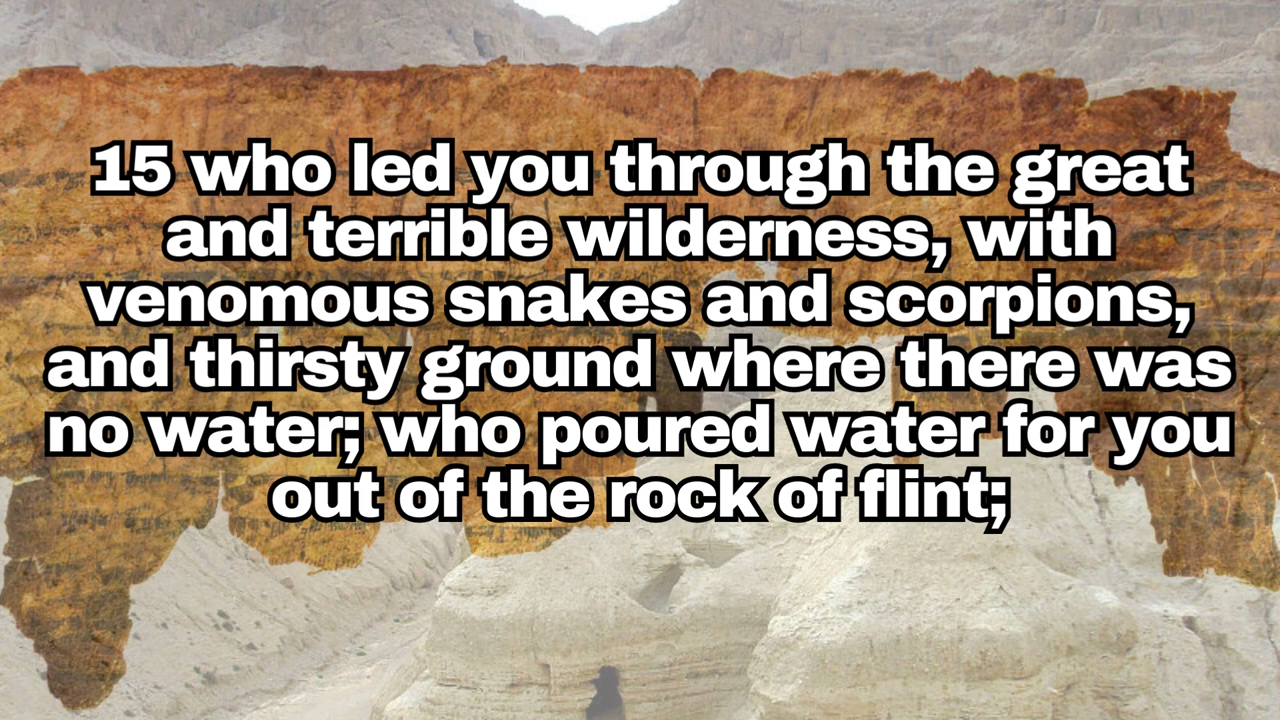 15 who led you through the great
and terrible wilderness, with
venomous snakes and scorpions,
and thirsty ground where there was
no water; who poured water for you
out of the rock of flint;